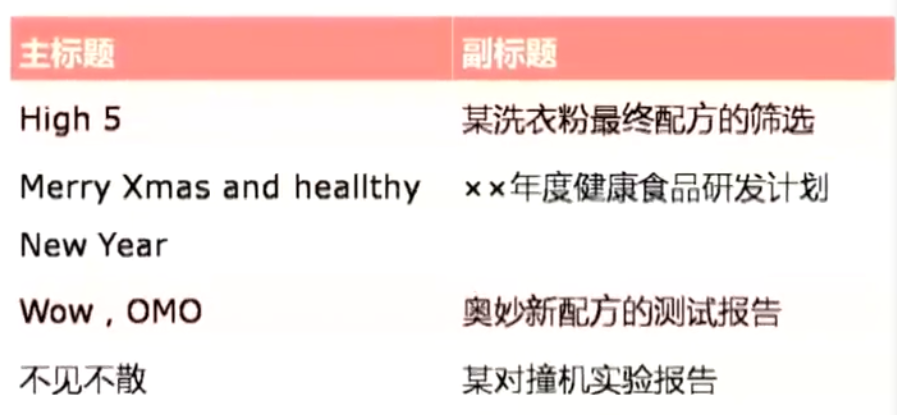 主标题 副标题
High 5 某洗衣粉最终配方的筛选
Merry Xmas and heallthy ××年度健康食品研发计划
New Year
Wow , OMO 奥妙新配方的测试报告
不见不散 某对撞机实验报告